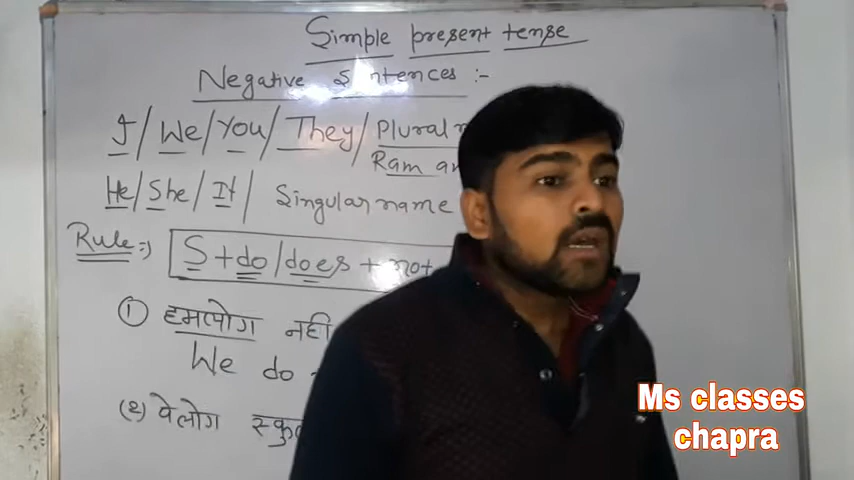 Simple present tense
Negative Sentences :-
I/We/You/They/Plural
Ram
He/She/It/ Singular name
Rule=) S+do/does+not
① हमलोग नहीं
We do
(२) वेलोग
Ms classes
chapra